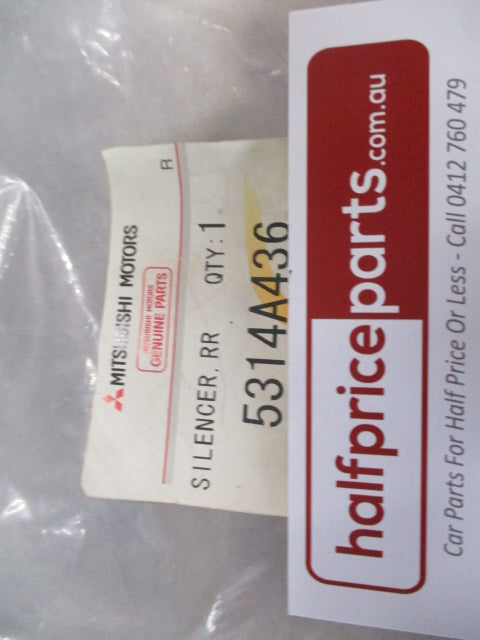 MITSUBISHI MOTORS
MITSUBISHI MOTORS
GENUINE PARTS
R
SILENCER, RR QTY: 1
5314A436
halfpriceparts.com.au
Car Parts For Half Price Or Less - Call 0412 760 479